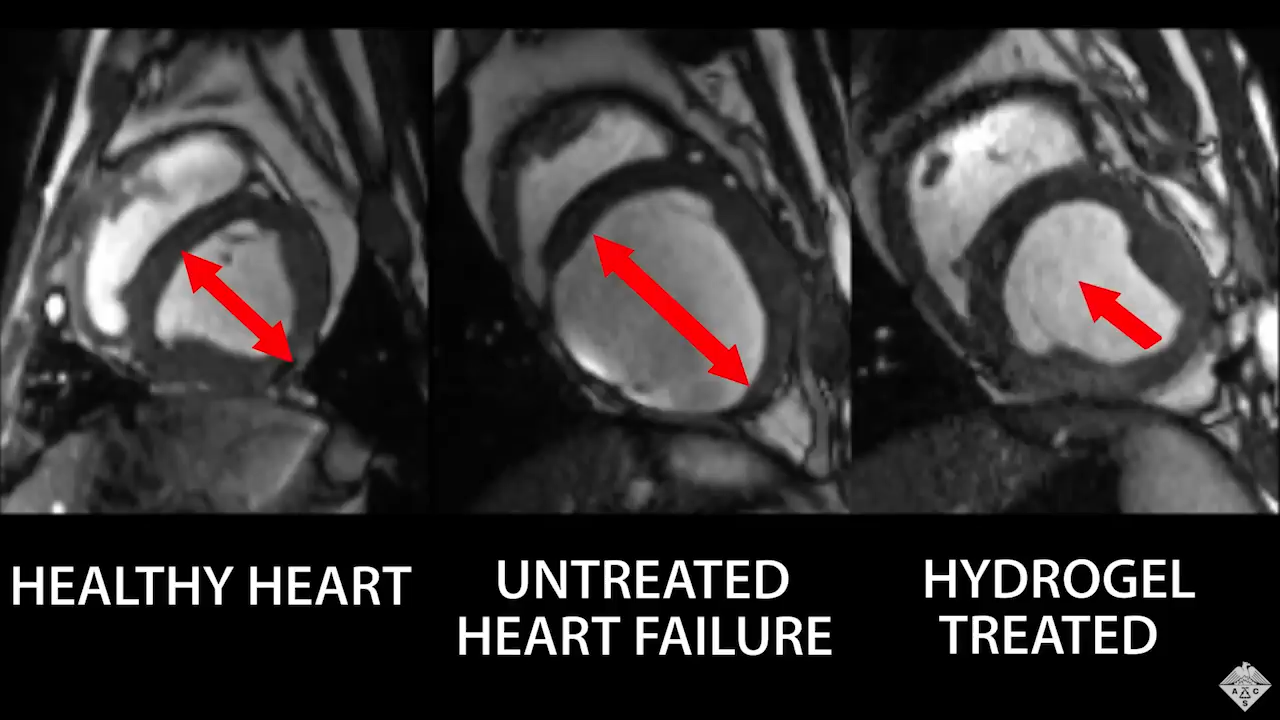 HEALTHY HEART
UNTREATED
HEART FAILURE
HYDROGEL
TREATED
A C
S